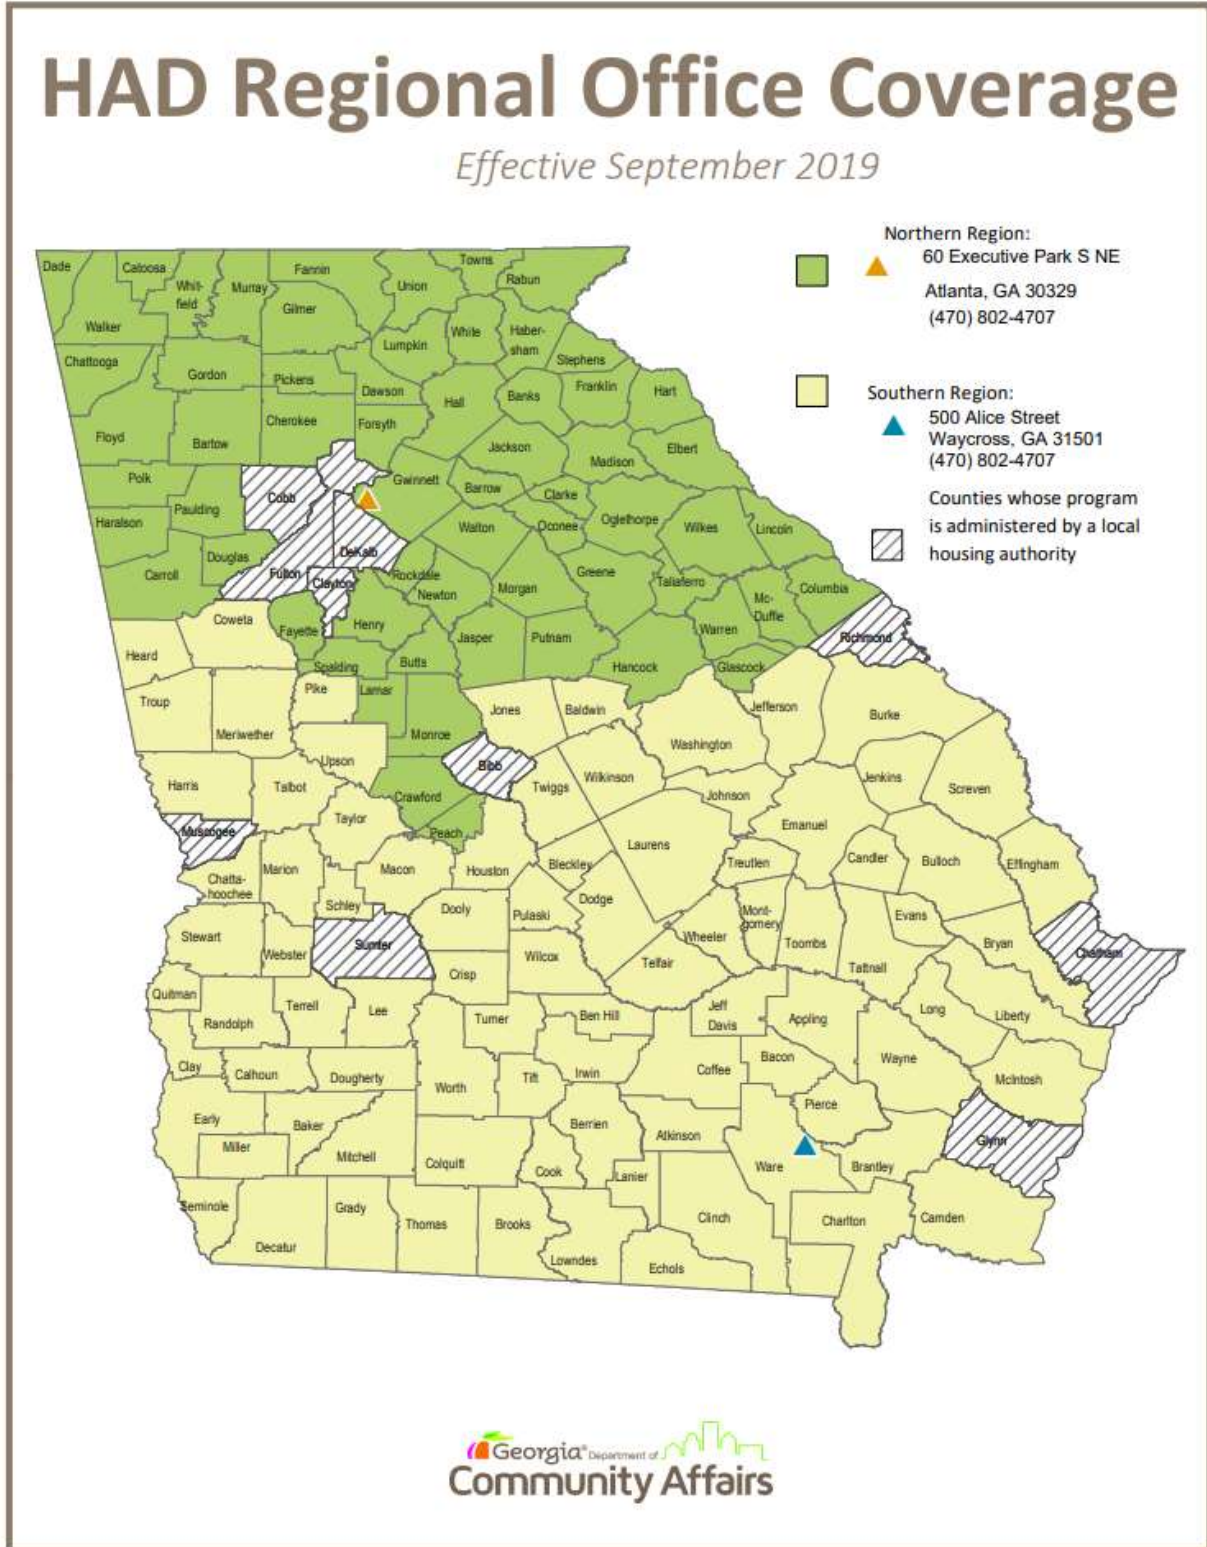 HAD Regional Office Coverage
Effective September 2019
Northern Region:
60 Executive Park S NE
Atlanta, GA 30329
(470) 802-4707
Southern Region:
500 Alice Street
Waycross, GA 31501
(470) 802-4707
Counties whose program
is administered by a local
housing authority
Dade
Catoosa
Whit-
field
Murray
Fannin
Gilmer
Union
Towns
Rabun
Walker
Lumpkin
White
Haber-
sham
Stephens
Chattooga
Gordon
Pickens
Dawson
Hall
Banks
Franklin
Hart
Floyd
Bartow
Cherokee
Forsyth
Jackson
Madison
Elbert
Polk
Paulding
Cobb
Gwinnett
Barrow
Clarke
Oconee
Oglethorpe
Wilkes
Lincoln
Haralson
Douglas
Carroll
Fulton
DeKalb
Clayton
Rockdale
Newton
Walton
Morgan
Greene
Taliaferro
Mc-
Duffie
Columbia
Warren
Richmond
Coweta
Fayette
Henry
Jasper
Putnam
Hancock
Glascock
Heard
Spalding
Butts
Troup
Meriwether
Pike
Lamar
Monroe
Jones
Baldwin
Washington
Jefferson
Burke
Upson
Bibb
Twiggs
Wilkinson
Johnson
Jenkins
Screven
Harris
Talbot
Taylor
Crawford
Peach
Laurens
Emanuel
Muscogee
Chatta-
hoochee
Marion
Macon
Houston
Bleckley
Treutlen
Candler
Bulloch
Effingham
Schley
Dooly
Pulaski
Dodge
Mont-
gomery
Evans
Stewart
Webster
Sumter
Wilcox
Wheeler
Toombs
Tattnall
Bryan
Chatham
Crisp
Telfair
Quitman
Randolph
Terrell
Lee
Turner
Ben Hill
Jeff
Davis
Appling
Long
Liberty
Clay
Calhoun
Dougherty
Worth
Tift
Irwin
Coffee
Bacon
Wayne
McIntosh
Early
Miller
Baker
Mitchell
Colquitt
Berrien
Cook
Atkinson
Lanier
Pierce
Ware
Brantley
Glynn
Seminole
Decatur
Grady
Thomas
Brooks
Lowndes
Echols
Clinch
Charlton
Camden
Georgia® Department of
Community Affairs